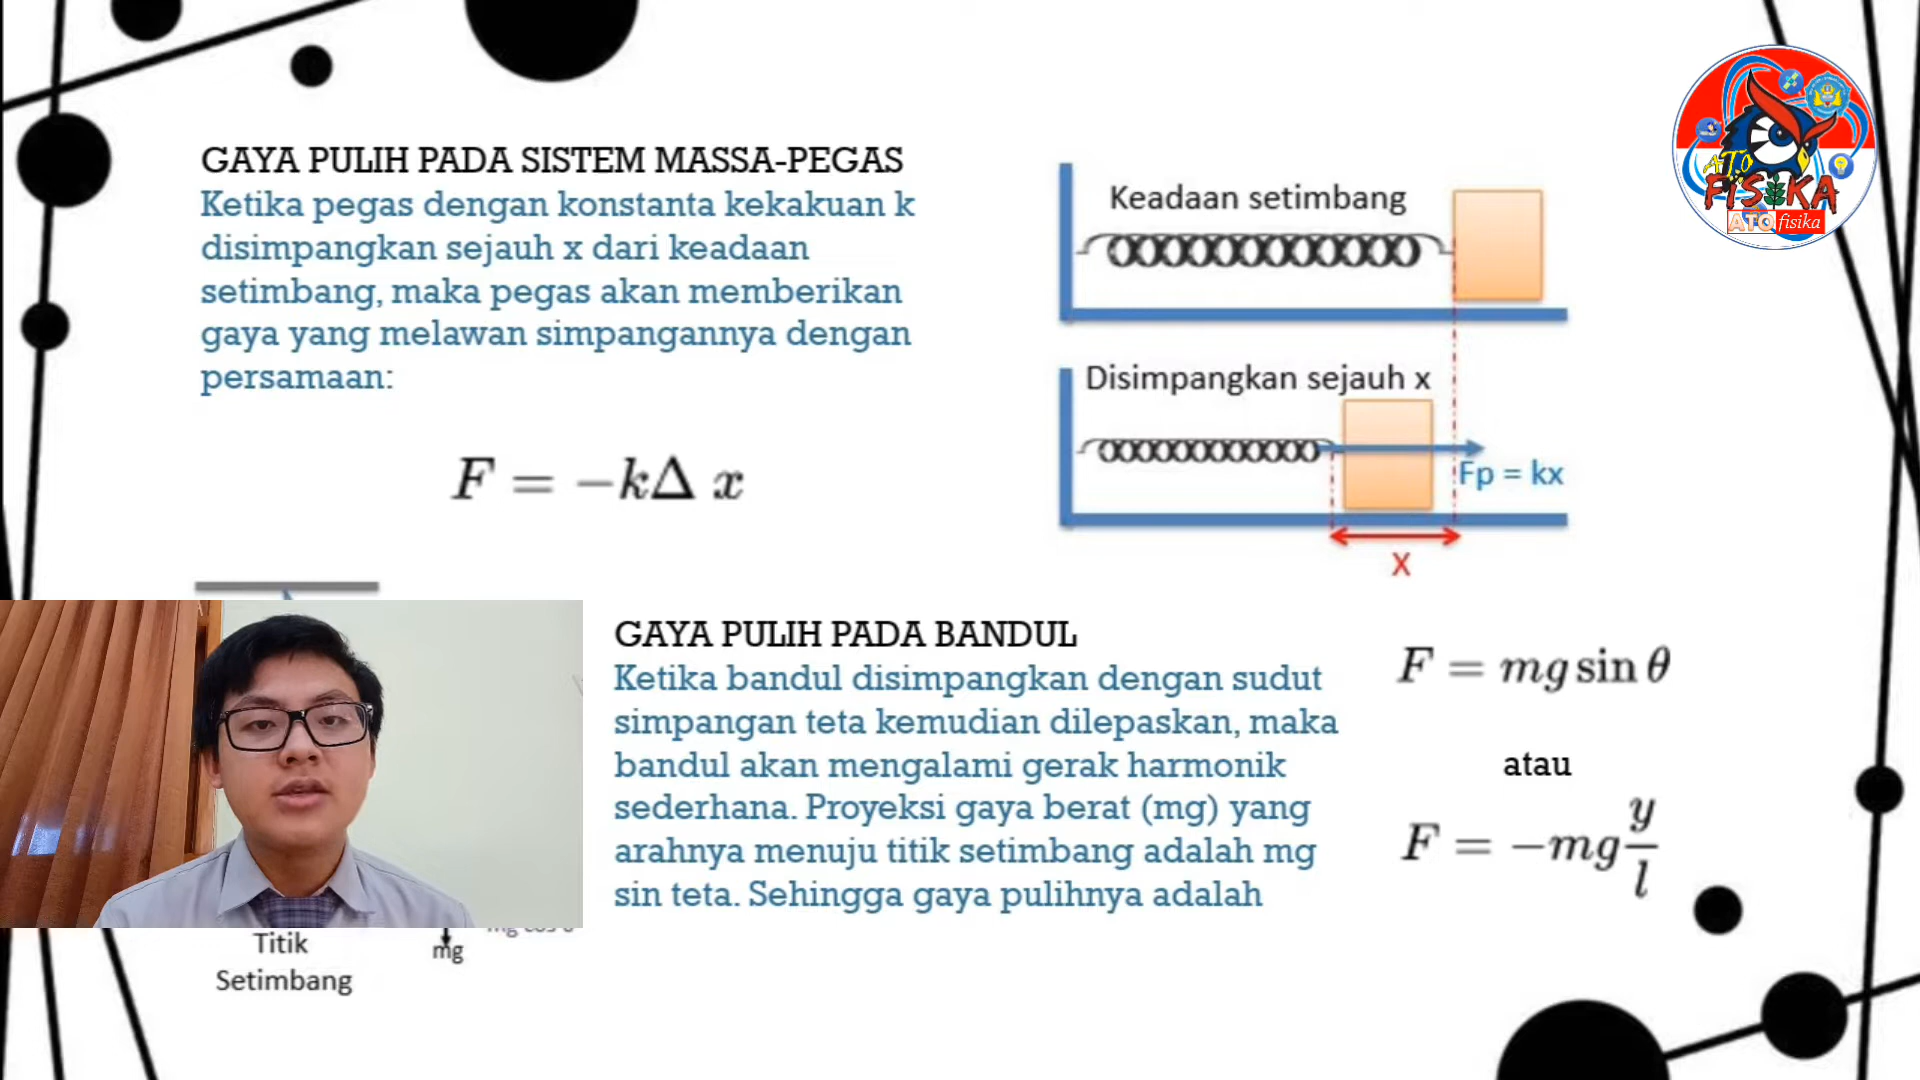 GAYA PULIH PADA SISTEM MASSA-PEGAS
Ketika pegas dengan konstanta kekakuan k
disimpangkan sejauh x dari keadaan
setimbang, maka pegas akan memberikan
gaya yang melawan simpangannya dengan
persamaan:
F = −kΔ x
Keadaan setimbang
Disimpangkan sejauh x
Fp = kx
X
ATO
FISIKA
ATO fisika
GAYA PULIH PADA BANDUL
Ketika bandul disimpangkan dengan sudut
simpangan teta kemudian dilepaskan, maka
bandul akan mengalami gerak harmonik
sederhana. Proyeksi gaya berat (mg) yang
arahnya menuju titik setimbang adalah mg
sin teta. Sehingga gaya pulihnya adalah
F = mg sin θ
atau
F = −mg y/l
mg
Titik
Setimbang